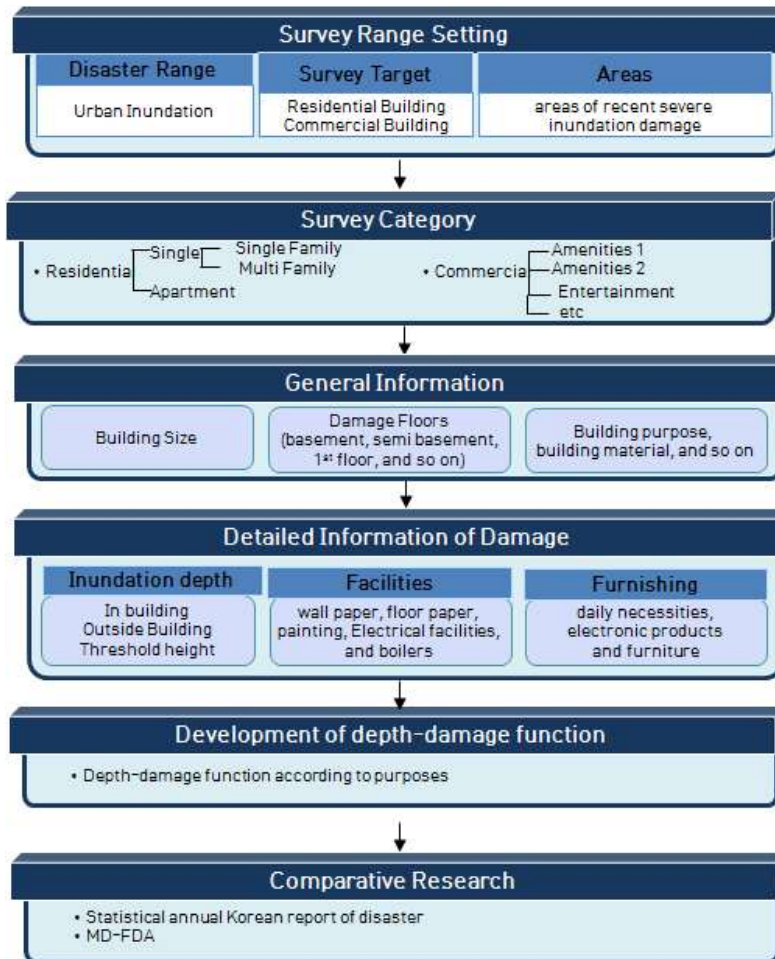 Survey Range Setting
Disaster Range
Urban Inundation
Survey Target
Residential Building
Commercial Building
Areas
areas of recent severe
inundation damage
Survey Category
• Residentia
Single
Single Family
Multi Family
Apartment
• Commercia
Amenities 1
Amenities 2
Entertainment
etc
General Information
Building Size
Damage Floors
(basement, semi basement,
1st floor, and so on)
Building purpose,
building material, and so on
Detailed Information of Damage
Inundation depth
In building
Outside Building
Threshold height
Facilities
wall paper, floor paper,
painting, Electrical facilities,
and boilers
Furnishing
daily necessities,
electronic products
and furniture
Development of depth-damage function
• Depth-damage function according to purposes
Comparative Research
• Statistical annual Korean report of disaster
• MD-FDA